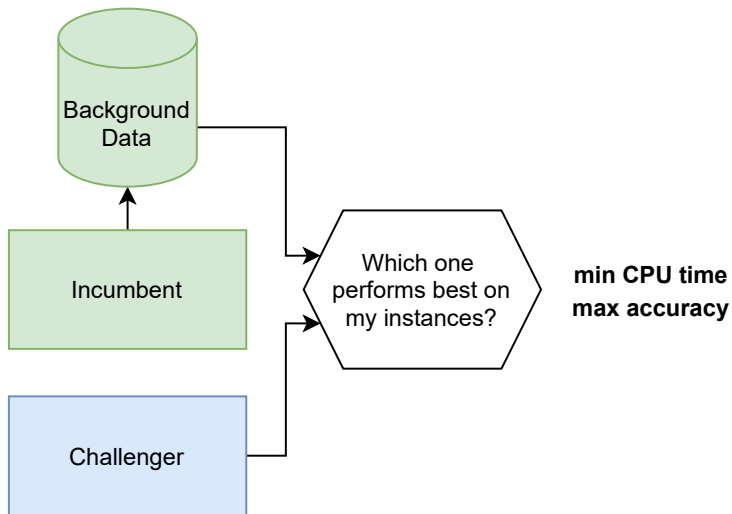 Background
Data
Incumbent
Which one
performs best on
my instances?
min CPU time
max accuracy
Challenger